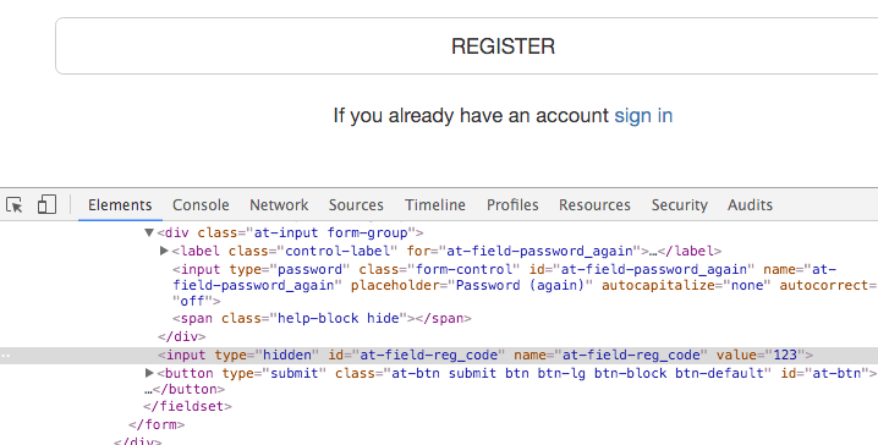 REGISTER
If you already have an account sign in
Elements Console Network Sources Timeline Profiles Resources Security Audits
▼<div class="at-input form-group">
▶<label class="control-label" for="at-field-password_again">…</label>
<input type="password" class="form-control" id="at-field-password_again" name="at-
field-password_again" placeholder="Password (again)" autocapitalize="none" autocorrect=
"off">
<span class="help-block hide"></span>
</div>
<input type="hidden" id="at-field-reg_code" name="at-field-reg_code" value="123">
▶<button type="submit" class="at-btn submit btn btn-lg btn-block btn-default" id="at-btn">
…</button>
</fieldset>
</form>
</div>